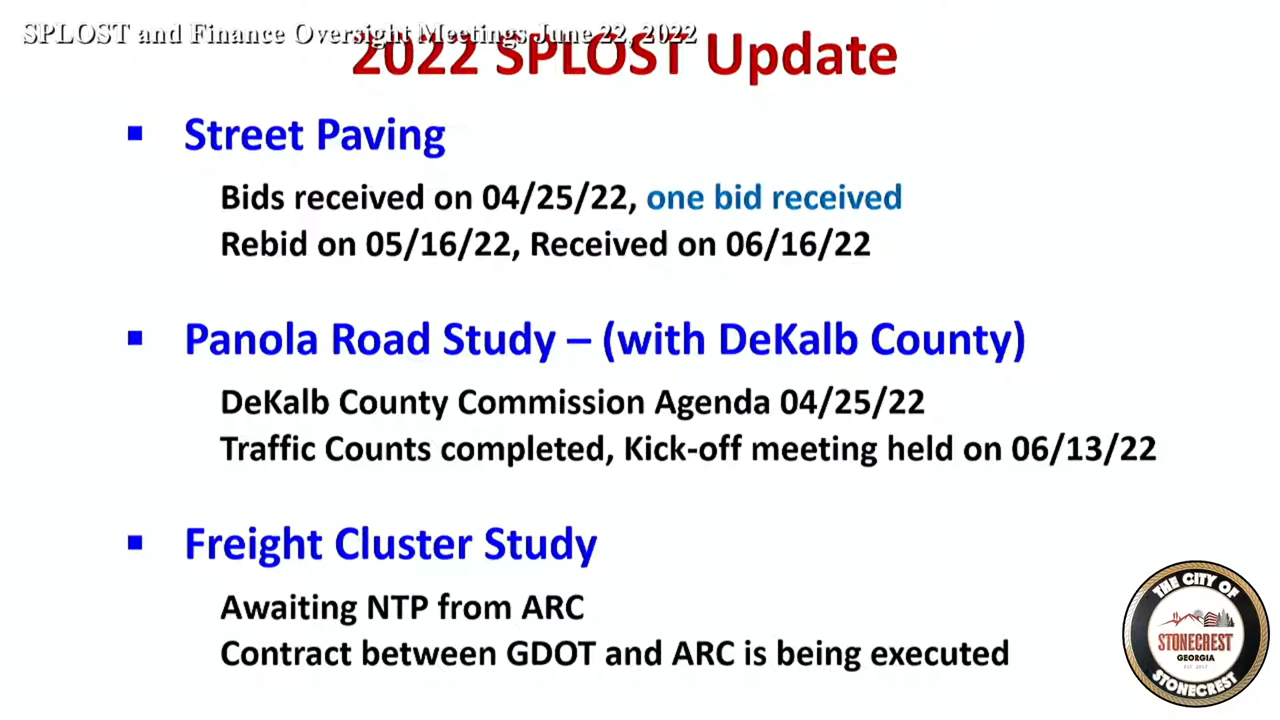 SPLOST and Finance Oversight Meetings June 22, 2022
2022 SPLOST Update
▪ Street Paving
Bids received on 04/25/22, one bid received
Rebid on 05/16/22, Received on 06/16/22
▪ Panola Road Study – (with DeKalb County)
DeKalb County Commission Agenda 04/25/22
Traffic Counts completed, Kick-off meeting held on 06/13/22
▪ Freight Cluster Study
Awaiting NTP from ARC
Contract between GDOT and ARC is being executed
THE CITY OF
STONECREST
GEORGIA
EST. 2017
STONECREST